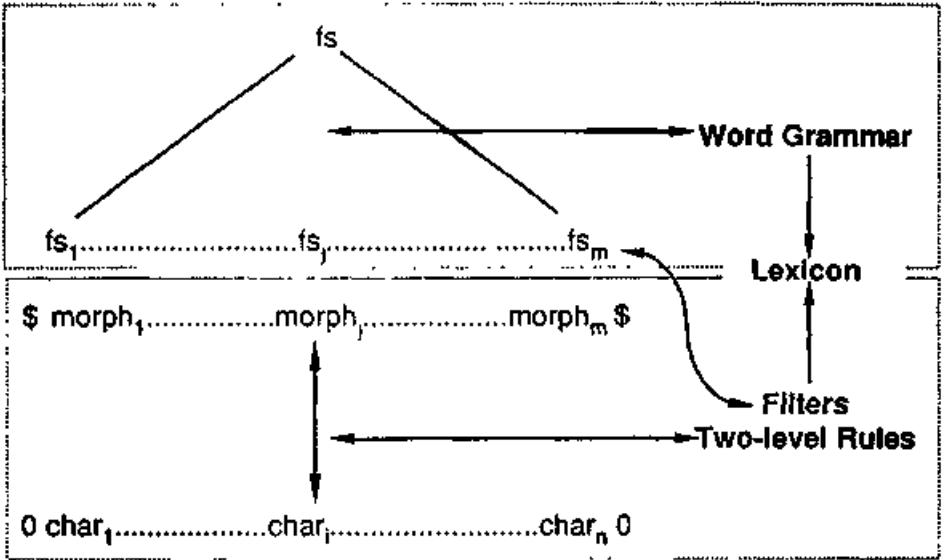 fs
Word Grammar
fs1......................fsj......................fsm
Lexicon
$ morph1.............morphj...............morphm $
Filters
Two-level Rules
0 char1..................chari........................charn 0